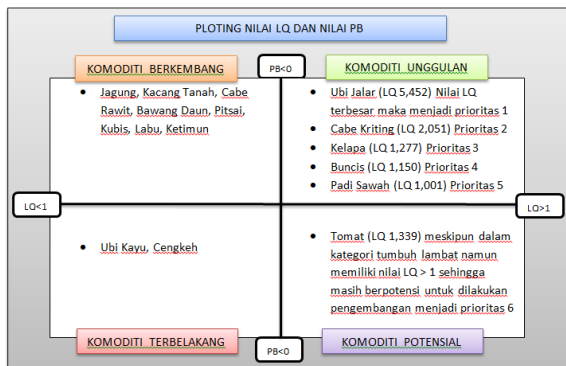 PLOTING NILAI LQ DAN NILAI PB
KOMODITI BERKEMBANG
PB<0
KOMODITI UNGGULAN
• Jagung, Kacang Tanah, Cabe
Rawit, Bawang Daun, Pitsai,
Kubis, Labu, Ketimun
• Ubi Jalar (LQ 5,452) Nilai LQ
terbesar maka menjadi prioritas 1
• Cabe Kriting (LQ 2,051) Prioritas 2
• Kelapa (LQ 1,277) Prioritas 3
• Buncis (LQ 1,150) Prioritas 4
• Padi Sawah (LQ 1,001) Prioritas 5
LQ<1
LQ>1
• Ubi Kayu, Cengkeh
• Tomat (LQ 1,339) meskipun dalam
kategori tumbuh lambat namun
memiliki nilai LQ > 1 sehingga
masih berpotensi untuk dilakukan
pengembangan menjadi prioritas 6
KOMODITI TERBELAKANG
PB<0
KOMODITI POTENSIAL